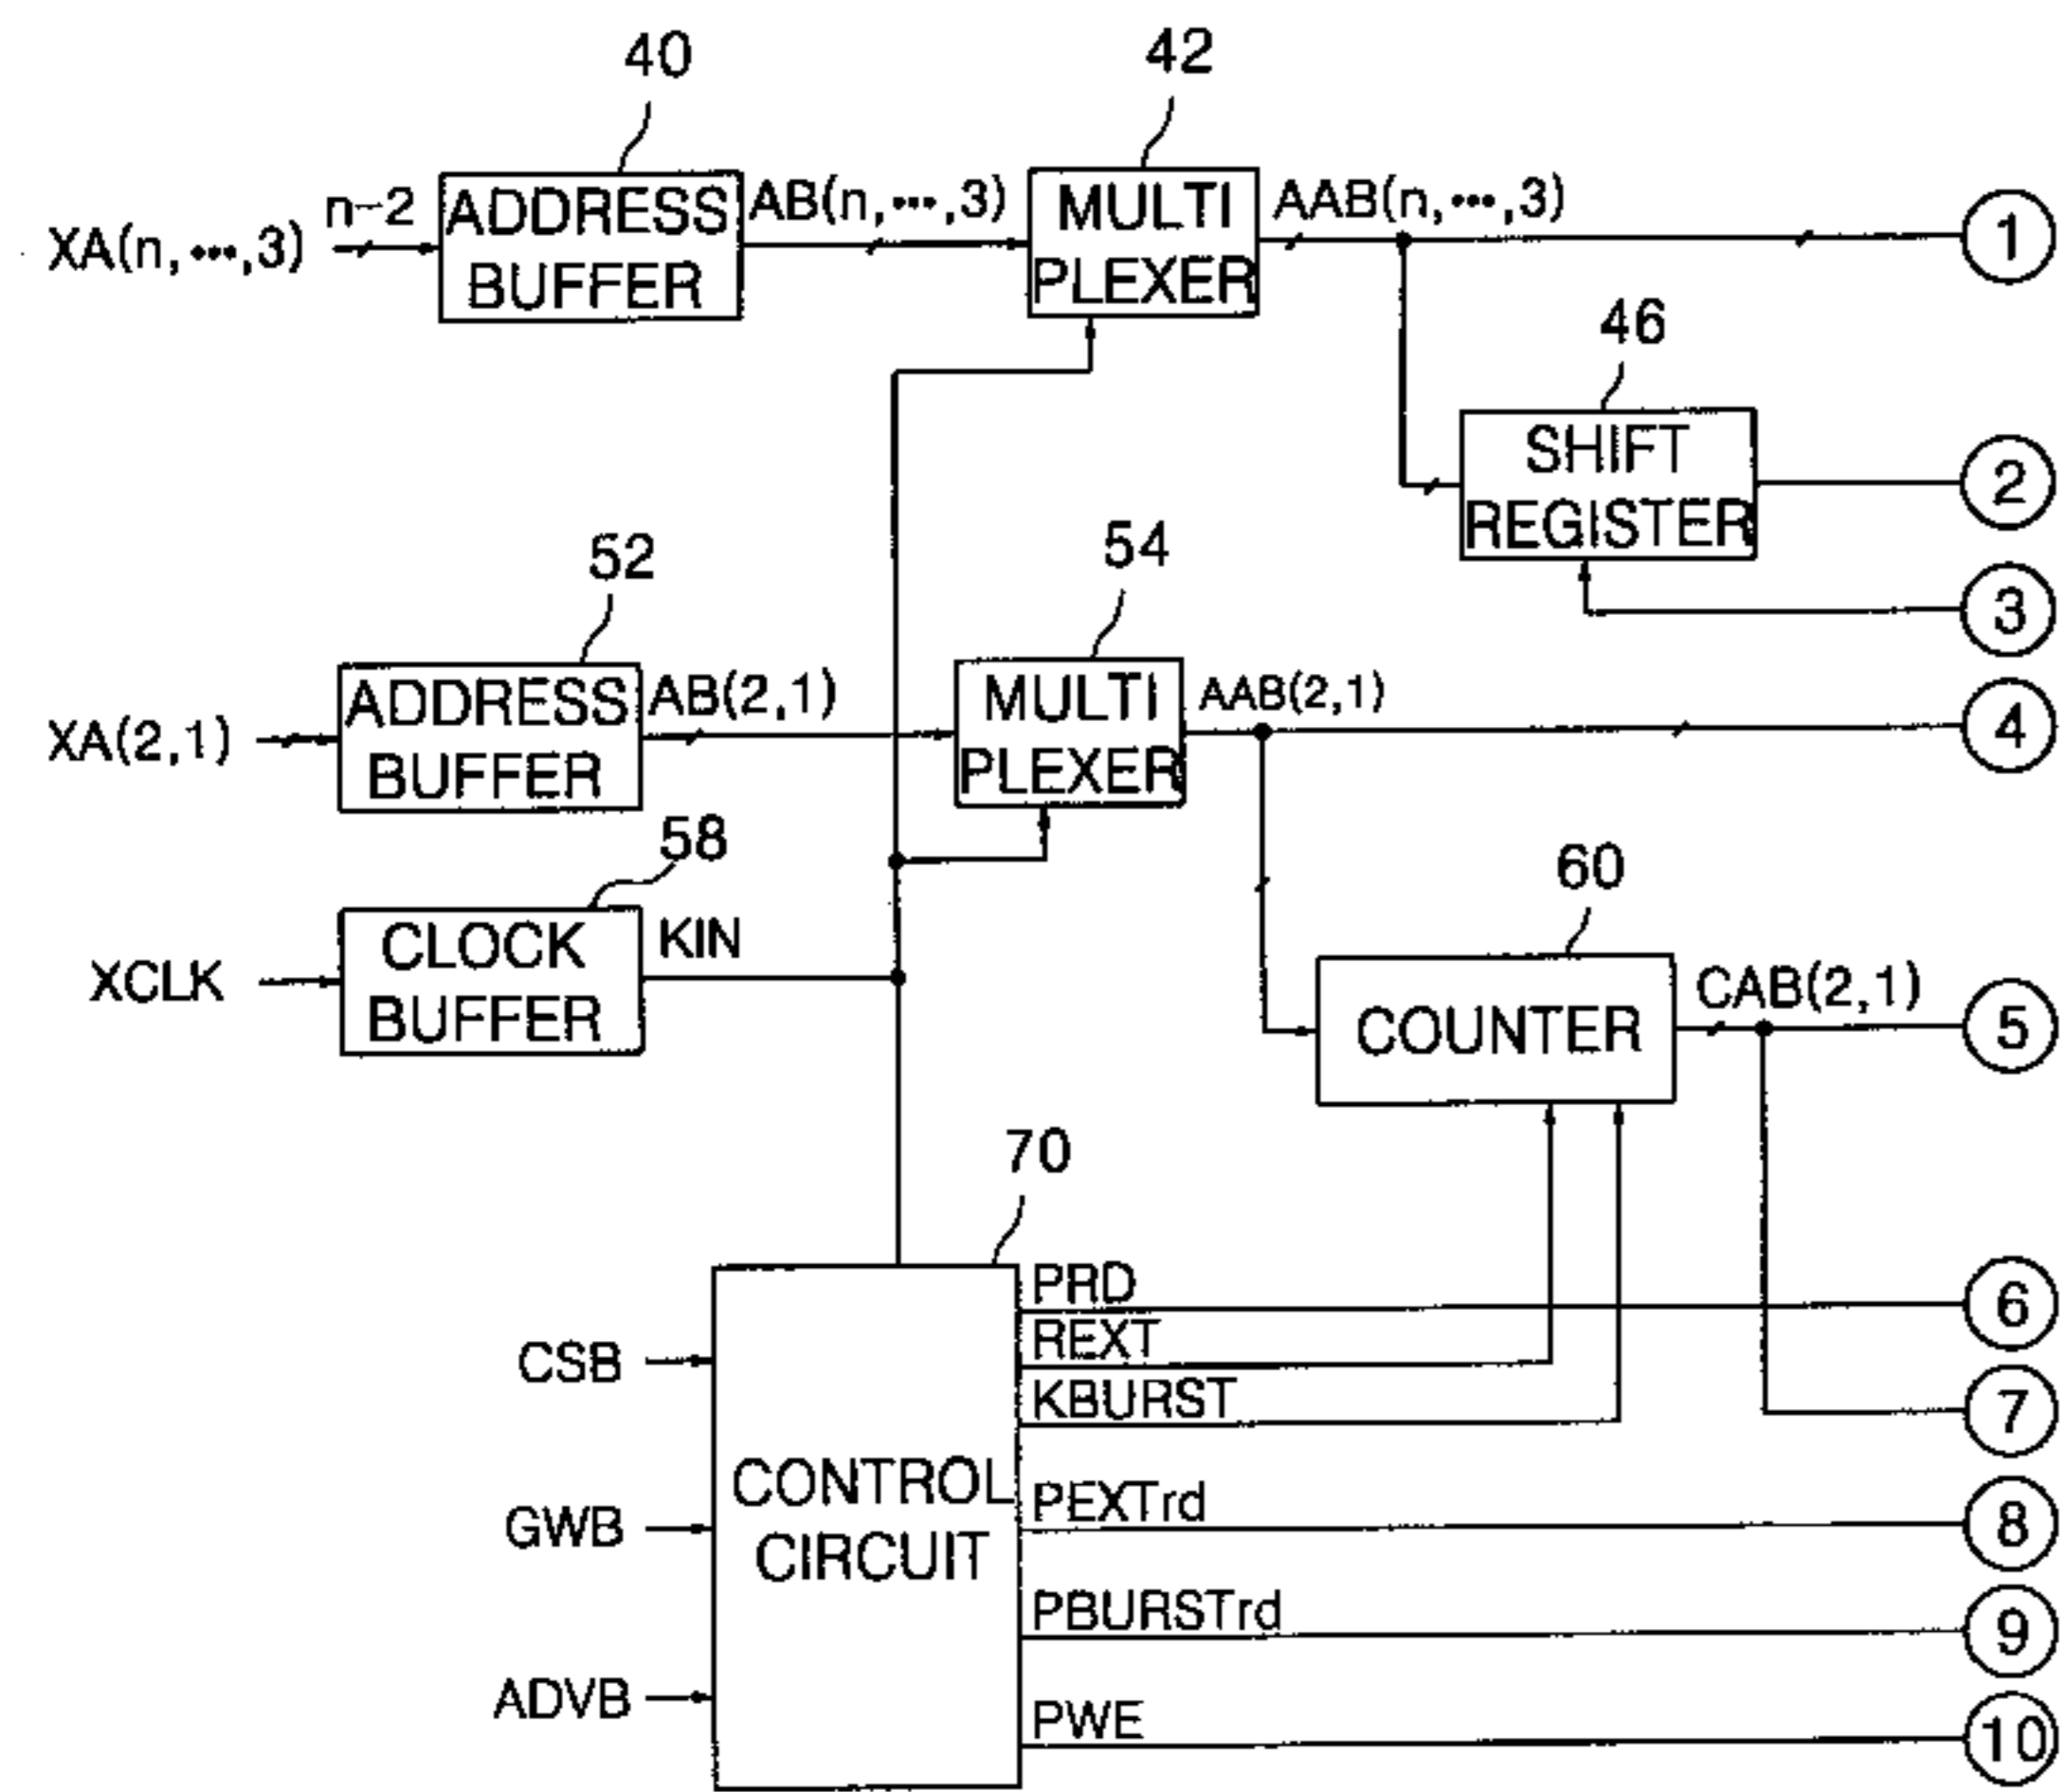 40
42
XA(n,•••,3)
n-2
ADDRESS
BUFFER
AB(n,•••,3)
MULTI
PLEXER
AAB(n,•••,3)
1
46
SHIFT
REGISTER
2
3
52
54
XA(2,1)
ADDRESS
BUFFER
AB(2,1)
MULTI
PLEXER
AAB(2,1)
4
58
XCLK
CLOCK
BUFFER
KIN
60
COUNTER
CAB(2,1)
5
70
CSB
GWB
ADVB
CONTROL
CIRCUIT
PRD
6
REXT
KBURST
7
PEXTrd
8
PBURSTrd
9
PWE
10